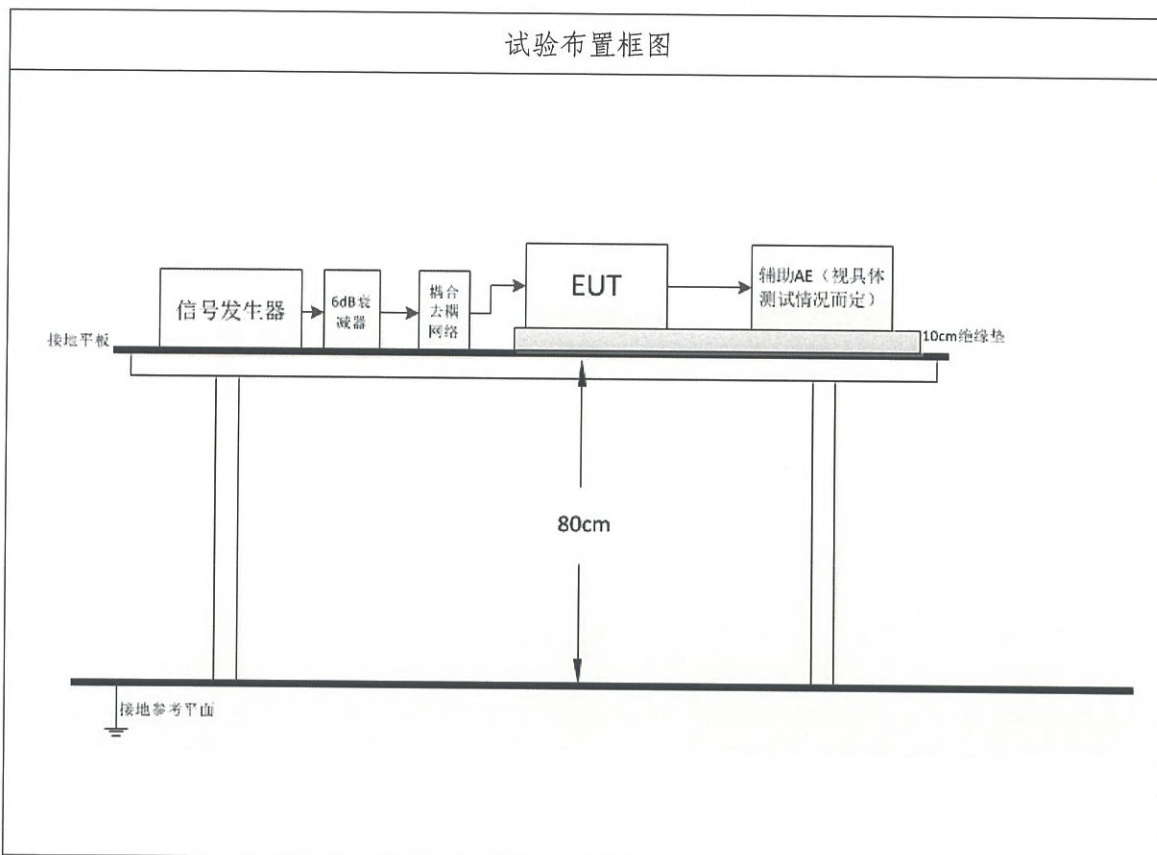 试验布置框图
信号发生器
6dB衰
减器
耦合
去耦
网络
EUT
辅助AE（视具体
测试情况而定）
接地平板
10cm绝缘垫
80cm
接地参考平面